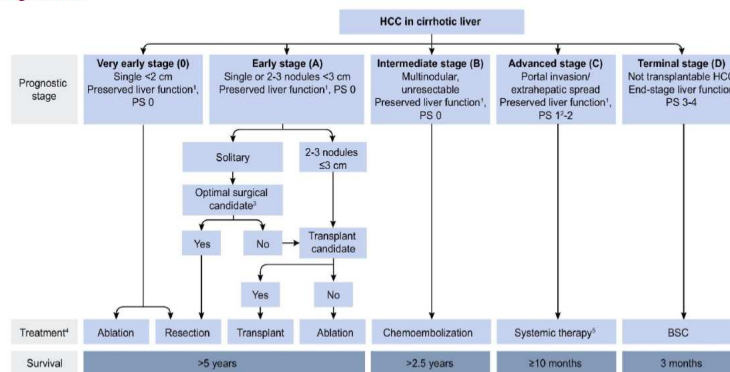 HCC in cirrhotic liver
Prognostic
stage
Very early stage (0)
Single <2 cm
Preserved liver function¹,
PS 0
Early stage (A)
Single or 2-3 nodules <3 cm
Preserved liver function¹, PS 0
Intermediate stage (B)
Multinodular,
unresectable
Preserved liver function¹,
PS 0
Advanced stage (C)
Portal invasion/
extrahepatic spread
Preserved liver function¹,
PS 1²-2
Terminal stage (D)
Not transplantable HCC
End-stage liver function
PS 3-4
Solitary
2-3 nodules
≤3 cm
Optimal surgical
candidate³
Yes
No
Transplant
candidate
Yes
No
Treatment⁴
Ablation
Resection
Transplant
Ablation
Chemoembolization
Systemic therapy⁵
BSC
Survival
>5 years
>2.5 years
≥10 months
3 months